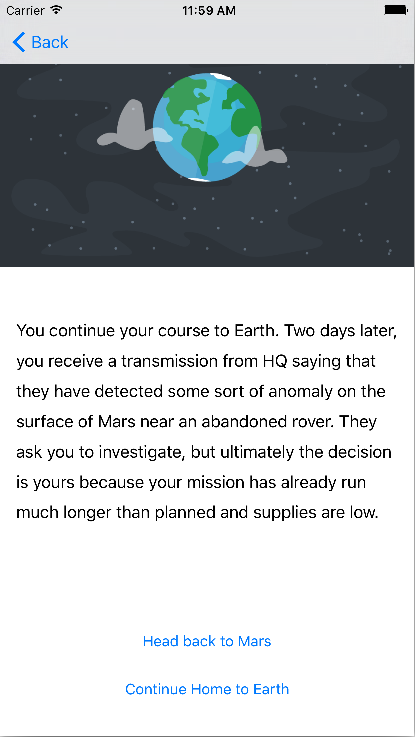 Carrier 11:59 AM
Back
You continue your course to Earth. Two days later,
you receive a transmission from HQ saying that
they have detected some sort of anomaly on the
surface of Mars near an abandoned rover. They
ask you to investigate, but ultimately the decision
is yours because your mission has already run
much longer than planned and supplies are low.
Head back to Mars
Continue Home to Earth